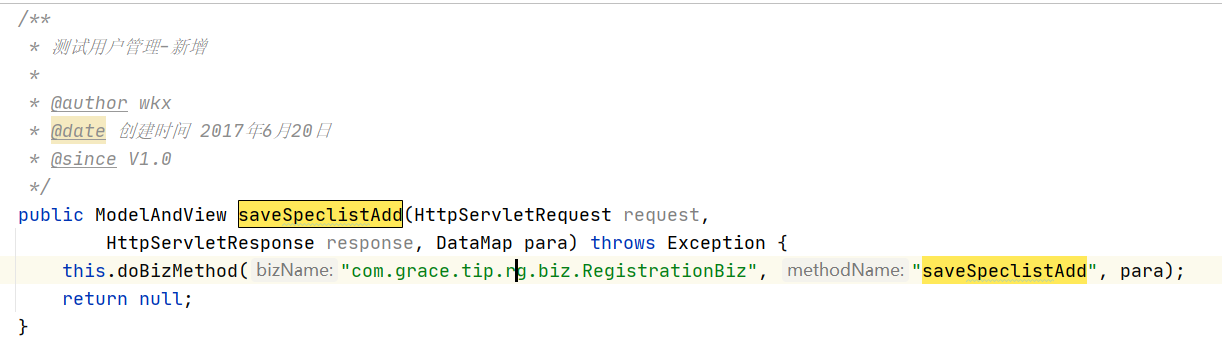 /**
 * 测试用户管理-新增
 *
 * @author wkx
 * @date 创建时间 2017年6月20日
 * @since V1.0
 */
public ModelAndView saveSpeclistAdd(HttpServletRequest request,
        HttpServletResponse response, DataMap para) throws Exception {
    this.doBizMethod( bizName: "com.grace.tip.rg.biz.RegistrationBiz", methodName: "saveSpeclistAdd", para);
    return null;
}